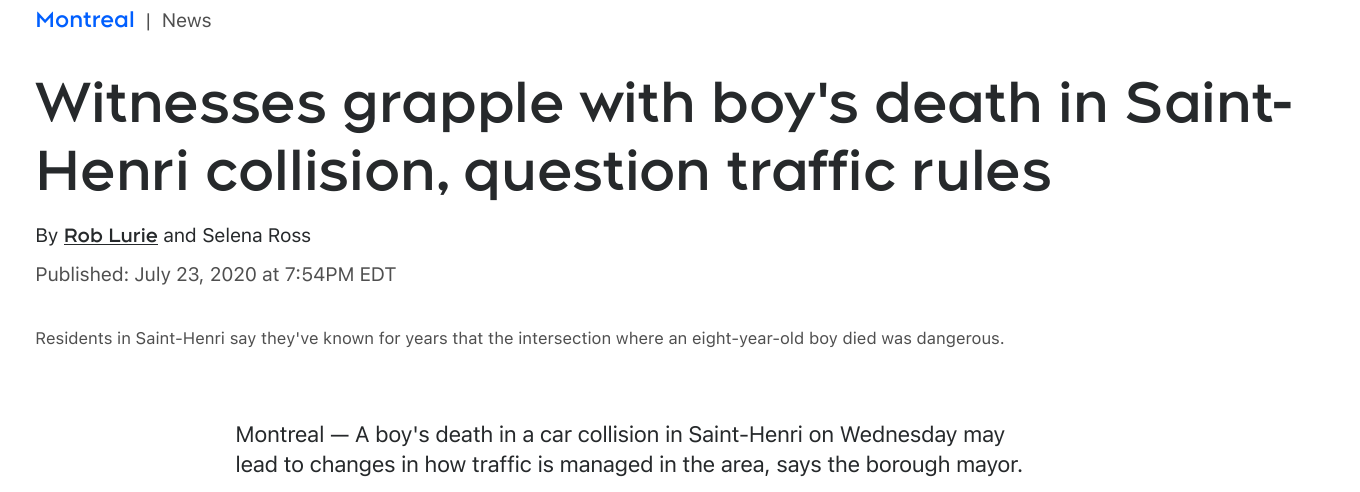 Montreal | News
Witnesses grapple with boy's death in Saint-
Henri collision, question traffic rules
By Rob Lurie and Selena Ross
Published: July 23, 2020 at 7:54PM EDT
Residents in Saint-Henri say they've known for years that the intersection where an eight-year-old boy died was dangerous.
Montreal — A boy's death in a car collision in Saint-Henri on Wednesday may
lead to changes in how traffic is managed in the area, says the borough mayor.